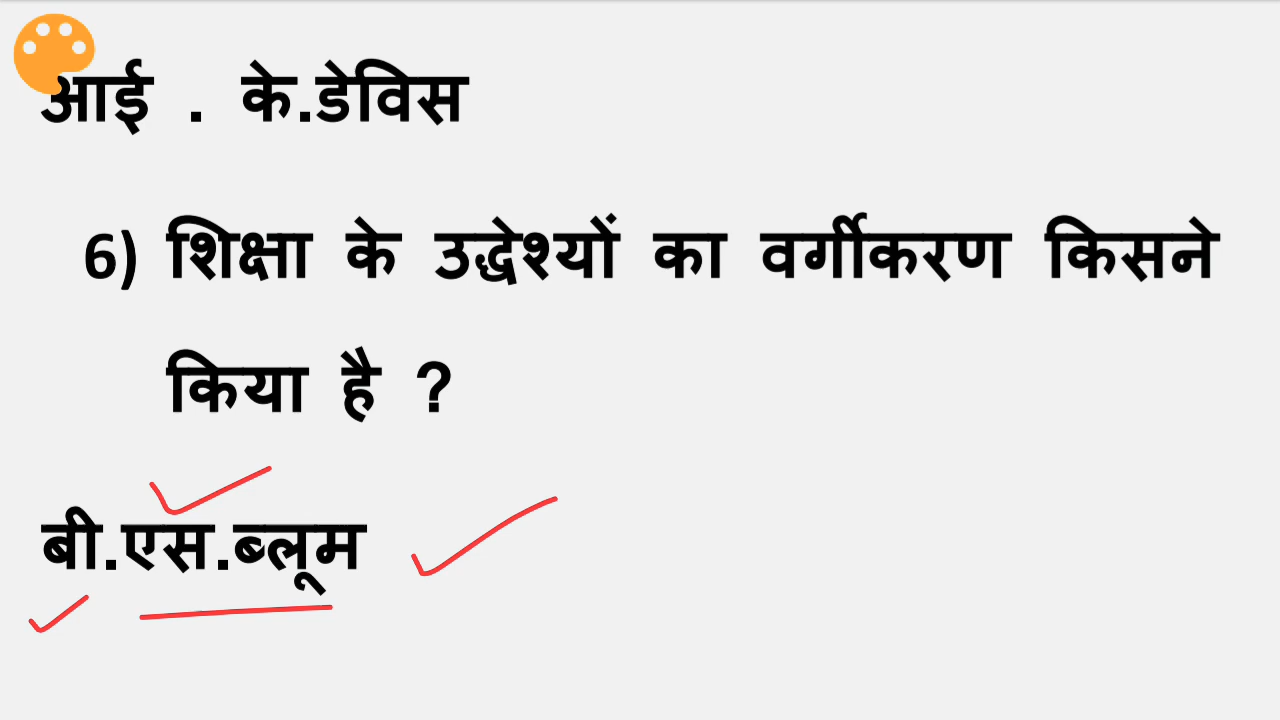 आई . के.डेविस
6) शिक्षा के उद्धेश्यों का वर्गीकरण किसने
किया है ?
बी.एस.ब्लूम